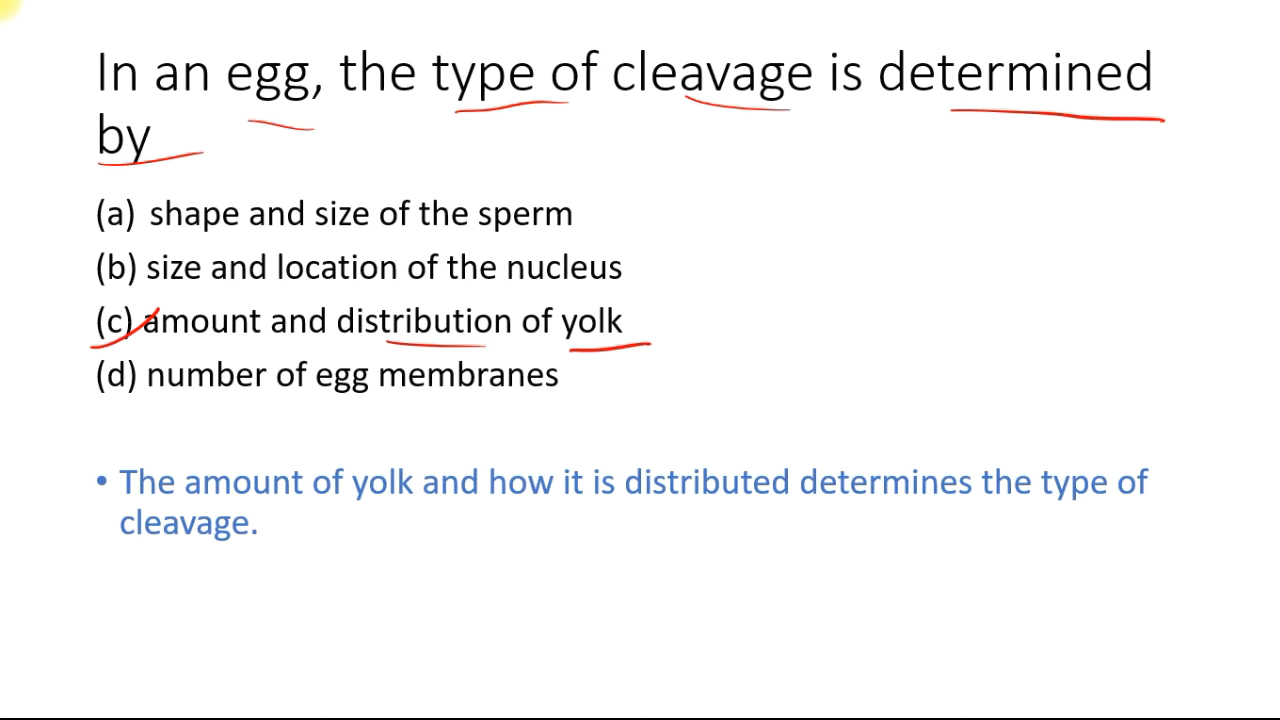 In an egg, the type of cleavage is determined
by
(a) shape and size of the sperm
(b) size and location of the nucleus
(c) amount and distribution of yolk
(d) number of egg membranes
• The amount of yolk and how it is distributed determines the type of
cleavage.